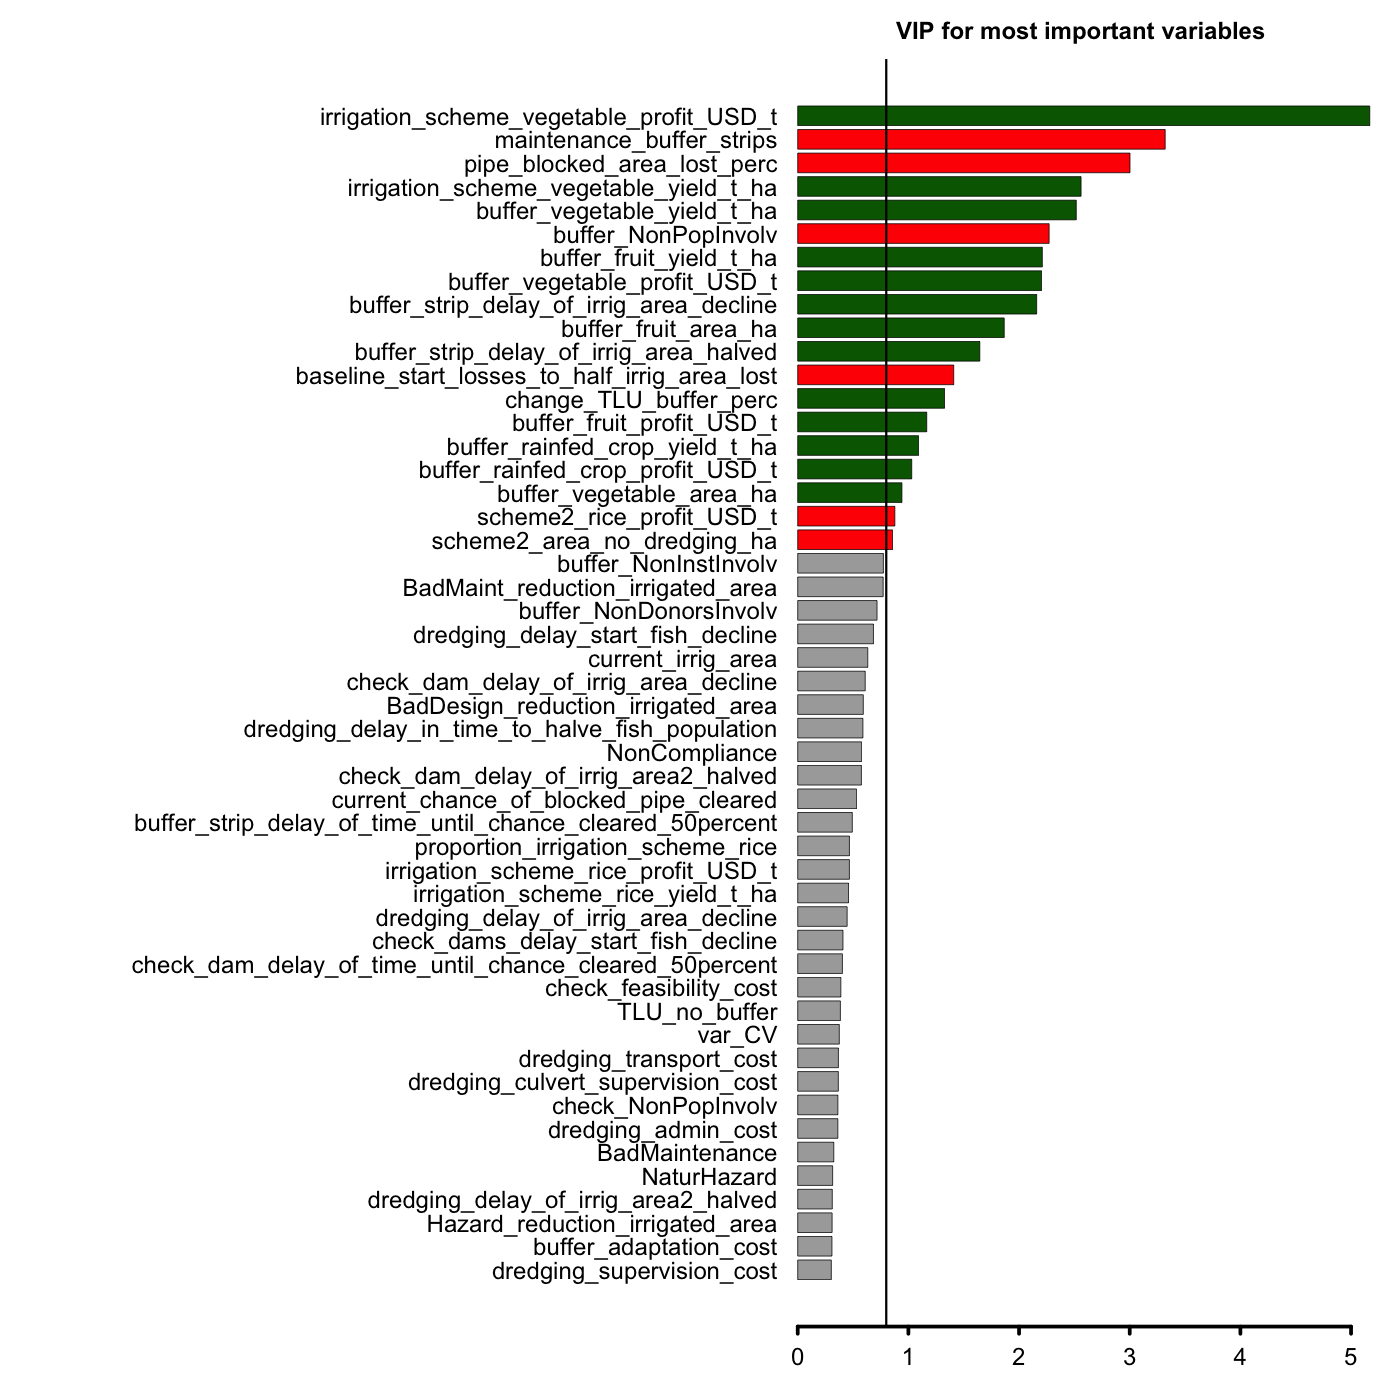 VIP for most important variables
irrigation_scheme_vegetable_profit_USD_t
maintenance_buffer_strips
pipe_blocked_area_lost_perc
irrigation_scheme_vegetable_yield_t_ha
buffer_vegetable_yield_t_ha
buffer_NonPopInvolv
buffer_fruit_yield_t_ha
buffer_vegetable_profit_USD_t
buffer_strip_delay_of_irrig_area_decline
buffer_fruit_area_ha
buffer_strip_delay_of_irrig_area_halved
baseline_start_losses_to_half_irrig_area_lost
change_TLU_buffer_perc
buffer_fruit_profit_USD_t
buffer_rainfed_crop_yield_t_ha
buffer_rainfed_crop_profit_USD_t
buffer_vegetable_area_ha
scheme2_rice_profit_USD_t
scheme2_area_no_dredging_ha
buffer_NonInstInvolv
BadMaint_reduction_irrigated_area
buffer_NonDonorsInvolv
dredging_delay_start_fish_decline
current_irrig_area
check_dam_delay_of_irrig_area_decline
BadDesign_reduction_irrigated_area
dredging_delay_in_time_to_halve_fish_population
NonCompliance
check_dam_delay_of_irrig_area2_halved
current_chance_of_blocked_pipe_cleared
buffer_strip_delay_of_time_until_chance_cleared_50percent
proportion_irrigation_scheme_rice
irrigation_scheme_rice_profit_USD_t
irrigation_scheme_rice_yield_t_ha
dredging_delay_of_irrig_area_decline
check_dams_delay_start_fish_decline
check_dam_delay_of_time_until_chance_cleared_50percent
check_feasibility_cost
TLU_no_buffer
var_CV
dredging_transport_cost
dredging_culvert_supervision_cost
check_NonPopInvolv
dredging_admin_cost
BadMaintenance
NaturHazard
dredging_delay_of_irrig_area2_halved
Hazard_reduction_irrigated_area
buffer_adaptation_cost
dredging_supervision_cost
0 1 2 3 4 5